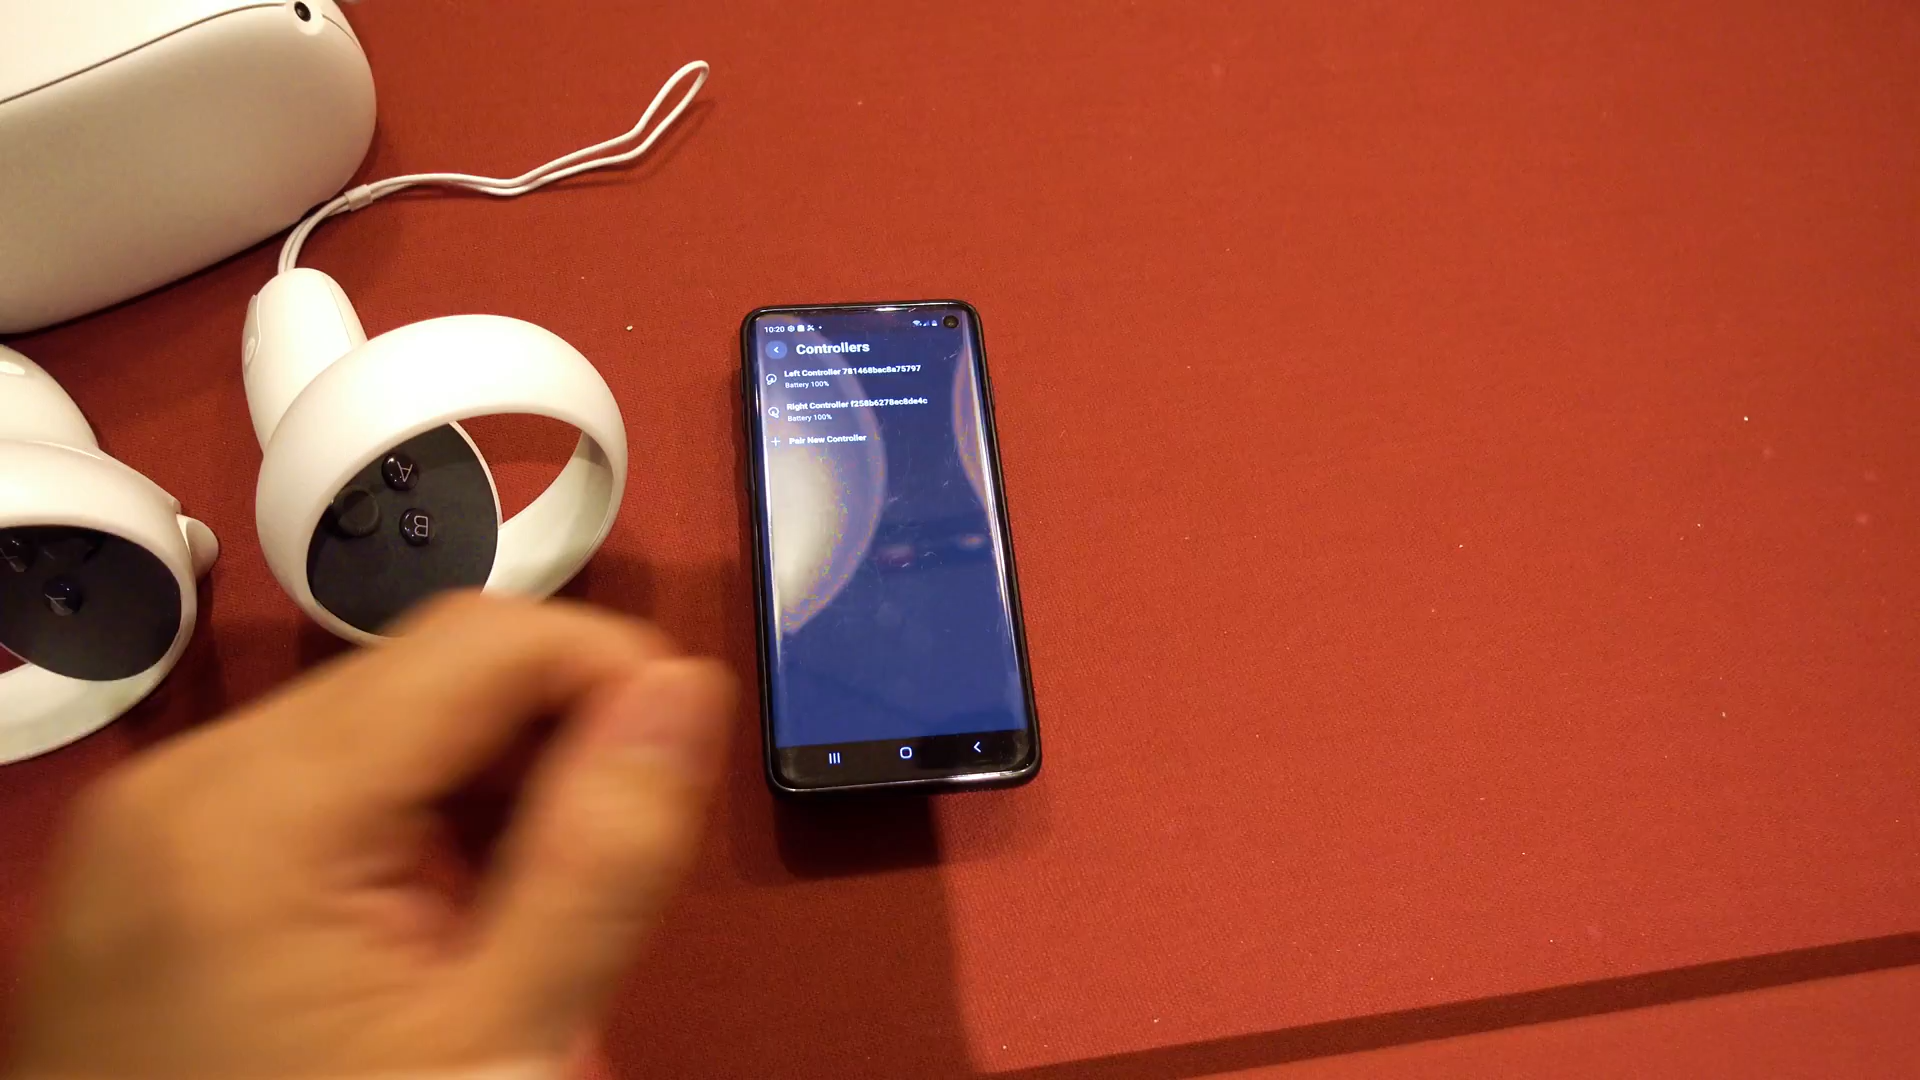 10:20
Controllers
Left Controller 781468bec8a75797
Battery 100%
Right Controller f258b6278ec8de4c
Battery 100%
Pair New Controller
A
B
Y